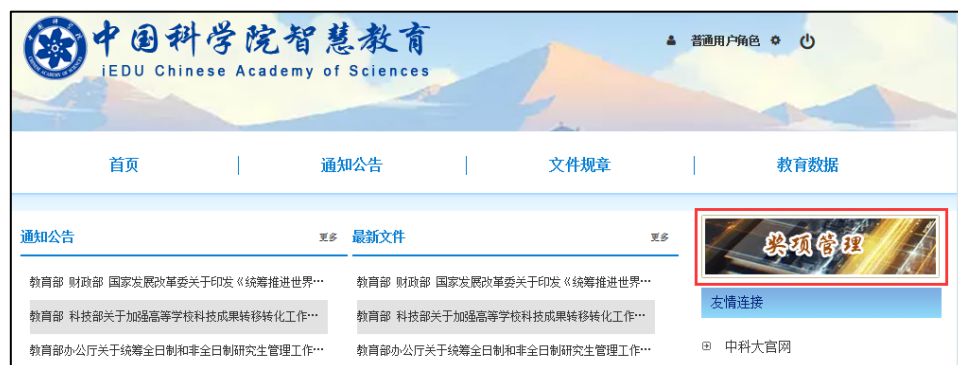 中国科学院智慧教育
iEDU Chinese Academy of Sciences
普通用户角色
首页
通知公告
文件规章
教育数据
通知公告 更多
教育部 财政部 国家发展改革委关于印发《统筹推进世界…
教育部 科技部关于加强高等学校科技成果转移转化工作…
教育部办公厅关于统筹全日制和非全日制研究生管理工作…
最新文件 更多
教育部 财政部 国家发展改革委关于印发《统筹推进世界…
教育部 科技部关于加强高等学校科技成果转移转化工作…
教育部办公厅关于统筹全日制和非全日制研究生管理工作…
奖项管理
友情连接
中科大官网